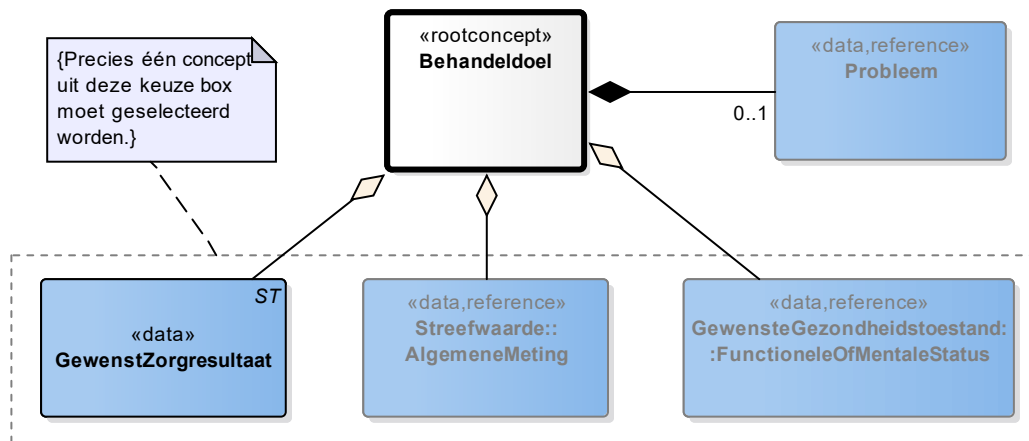 {Precies één concept
uit deze keuze box
moet geselecteerd
worden.}
«rootconcept»
Behandeldoel
«data,reference»
Probleem
0..1
ST
«data»
GewenstZorgresultaat
«data,reference»
Streefwaarde::
AlgemeneMeting
«data,reference»
GewensteGezondheidstoestand:
:FunctioneleOfMentaleStatus